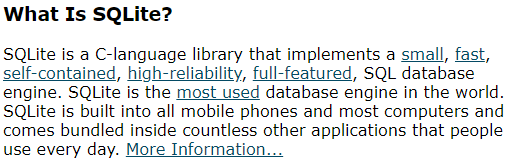 What Is SQLite?
SQLite is a C-language library that implements a small, fast,
self-contained, high-reliability, full-featured, SQL database
engine. SQLite is the most used database engine in the world.
SQLite is built into all mobile phones and most computers and
comes bundled inside countless other applications that people
use every day. More Information...